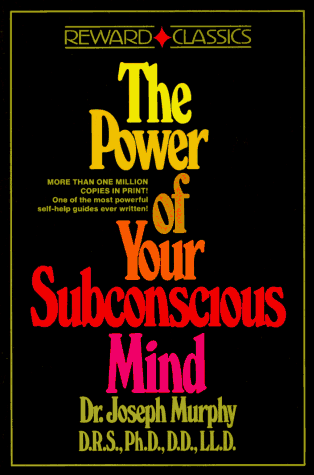 REWARD CLASSICS
The
Power
MORE THAN ONE MILLION
COPIES IN PRINT!
One of the most powerful
self-help guides ever written!
of
Your
Subconscious
Mind
Dr. Joseph Murphy
D.R.S., Ph.D., D.D., LL.D.